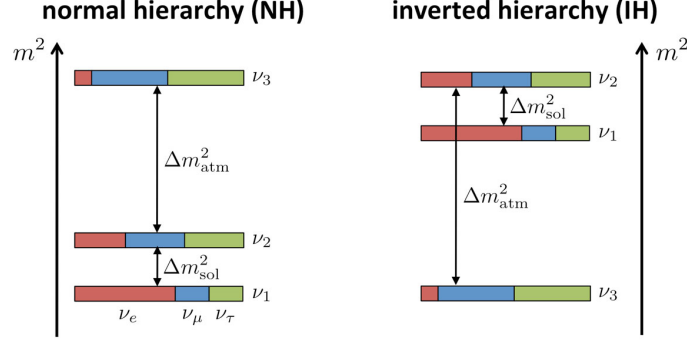 normal hierarchy (NH)
inverted hierarchy (IH)
m²
ν₃
Δm²atm
ν₂
Δm²sol
ν₁
νe νμ ντ
m²
ν₂
Δm²sol
ν₁
Δm²atm
ν₃